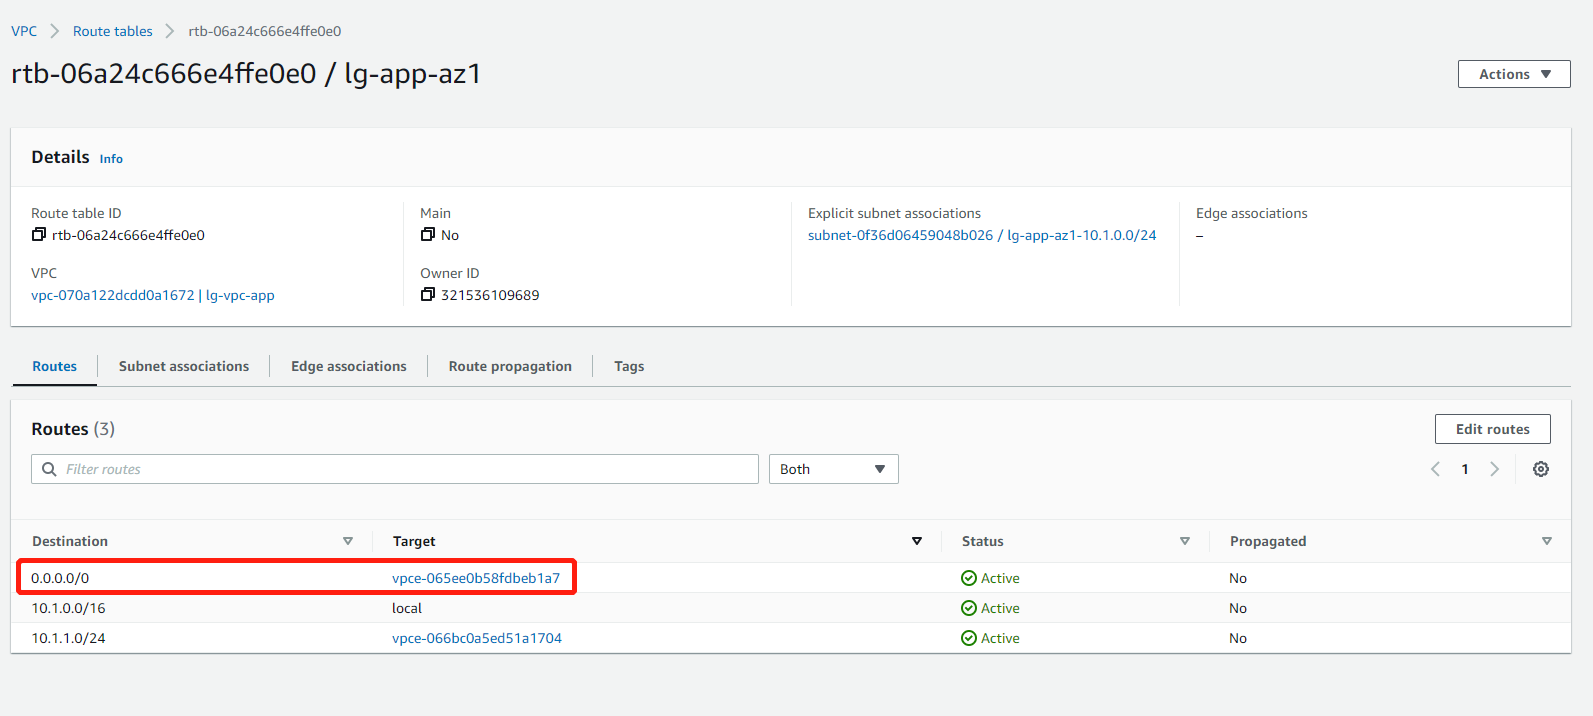 VPC Route tables rtb-06a24c666e4ffe0e0
rtb-06a24c666e4ffe0e0 / lg-app-az1
Actions
Details Info
Route table ID
rtb-06a24c666e4ffe0e0
Main
No
Explicit subnet associations
subnet-0f36d06459048b026 / lg-app-az1-10.1.0.0/24
Edge associations
–
VPC
vpc-070a122dcdd0a1672 | lg-vpc-app
Owner ID
321536109689
Routes Subnet associations Edge associations Route propagation Tags
Routes (3)
Edit routes
Filter routes
Both
1
Destination Target Status Propagated
0.0.0.0/0 vpce-065ee0b58fdbeb1a7 Active No
10.1.0.0/16 local Active No
10.1.1.0/24 vpce-066bc0a5ed51a1704 Active No